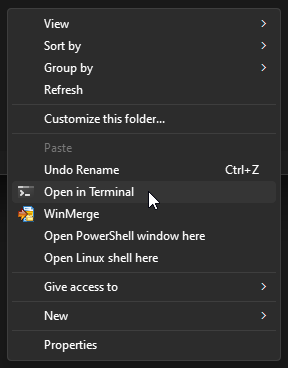 View
Sort by
Group by
Refresh
Customize this folder...
Paste
Undo Rename Ctrl+Z
Open in Terminal
WinMerge
Open PowerShell window here
Open Linux shell here
Give access to
New
Properties